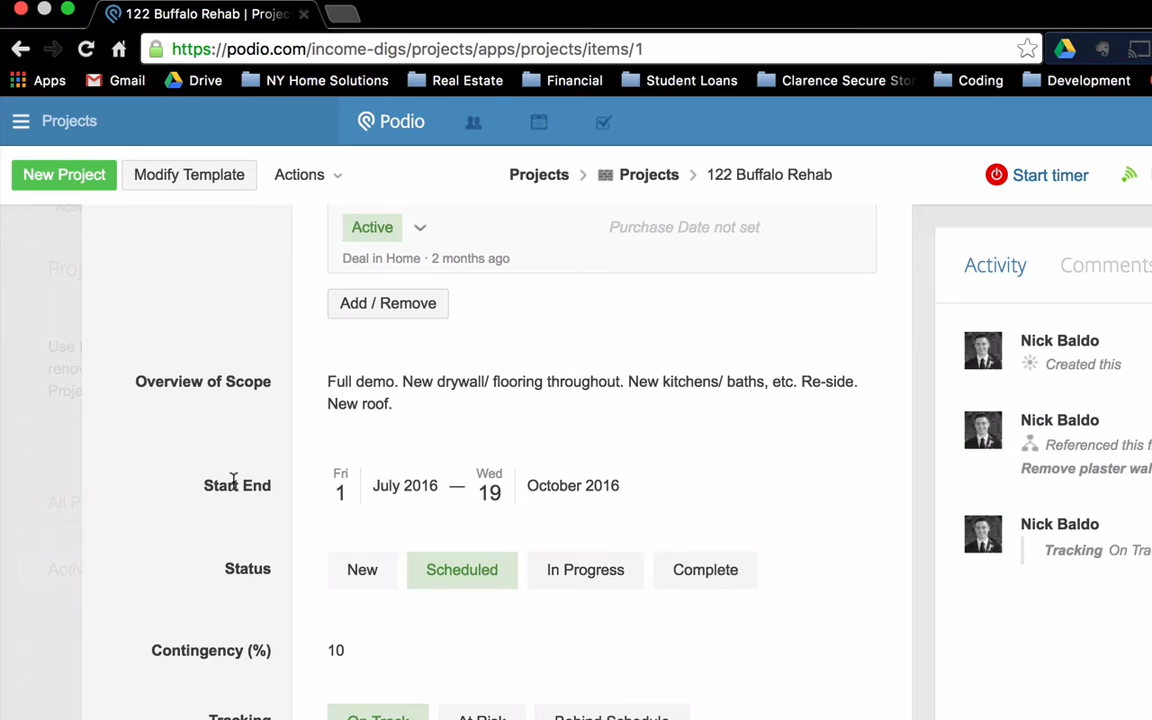 122 Buffalo Rehab | Projec
https://podio.com/income-digs/projects/apps/projects/items/1
Apps Gmail Drive NY Home Solutions Real Estate Financial Student Loans Clarence Secure Stor Coding Development
Projects Podio
New Project Modify Template Actions Projects > Projects > 122 Buffalo Rehab Start timer
Active Purchase Date not set
Deal in Home · 2 months ago
Add / Remove
Activity Comments
Overview of Scope Full demo. New drywall/ flooring throughout. New kitchens/ baths, etc. Re-side.
New roof.
Nick Baldo
Created this
Nick Baldo
Referenced this f
Remove plaster wal
Start End Fri 1 July 2016 — Wed 19 October 2016
Nick Baldo
Tracking On Tra
Status New Scheduled In Progress Complete
Contingency (%) 10
Tracking On Track At Risk Behind Schedule